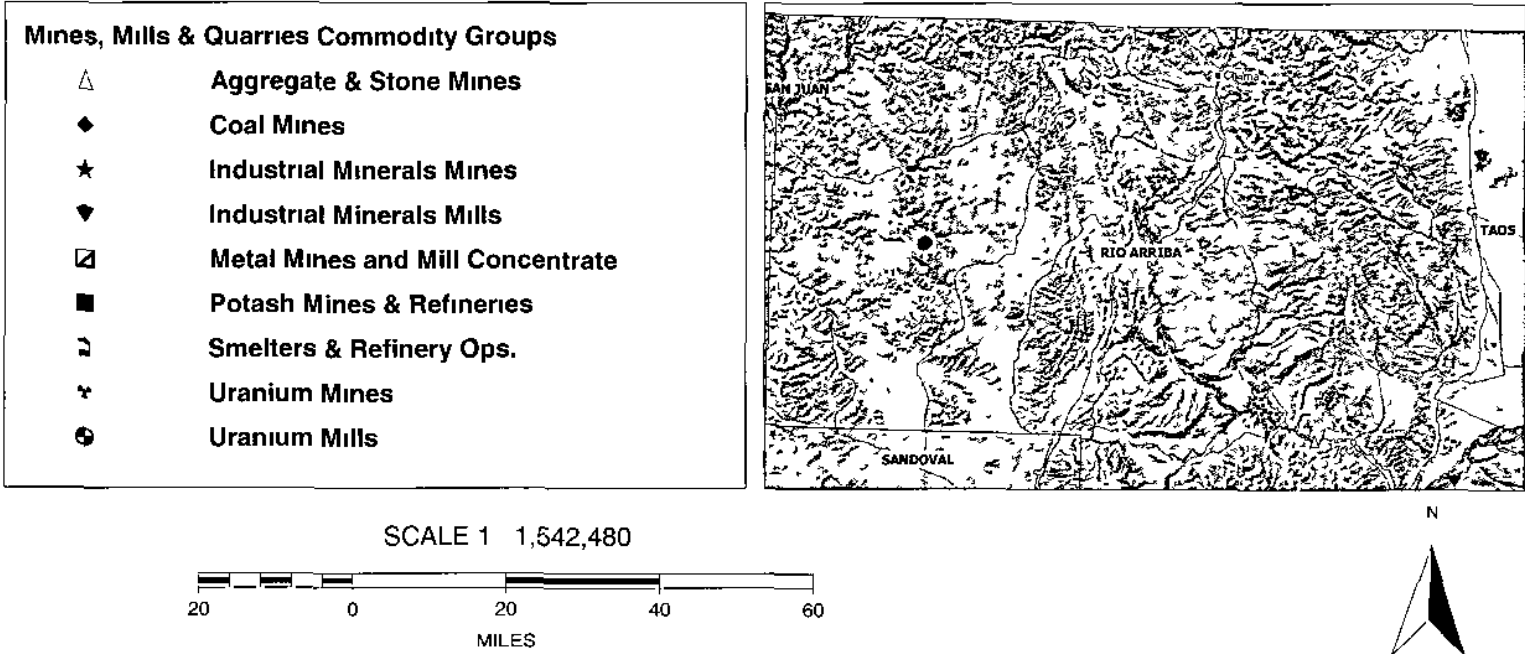 Mines, Mills & Quarries Commodity Groups
Aggregate & Stone Mines
Coal Mines
Industrial Minerals Mines
Industrial Minerals Mills
Metal Mines and Mill Concentrate
Potash Mines & Refineries
Smelters & Refinery Ops.
Uranium Mines
Uranium Mills
Chama
SAN JUAN
TAOS
RIO ARRIBA
SANDOVAL
SCALE 1 1,542,480
20 0 20 40 60
MILES
N